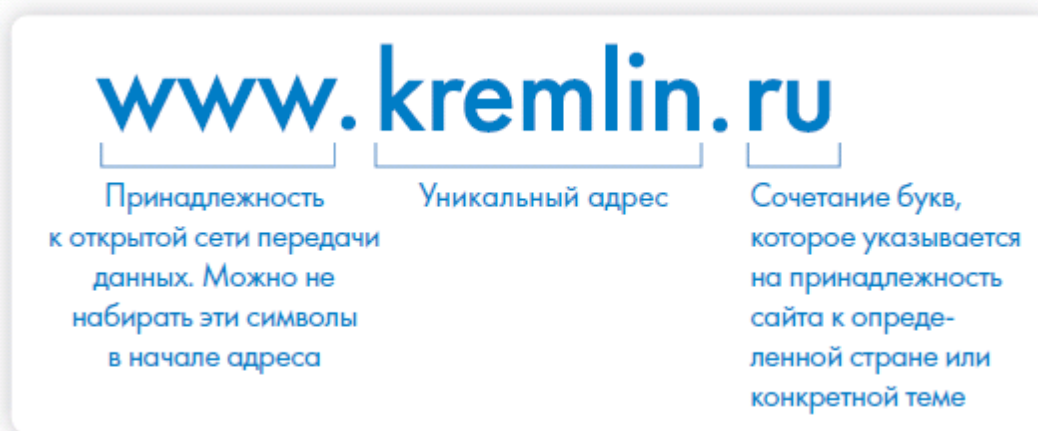 www.kremlin.ru
Принадлежность
к открытой сети передачи
данных. Можно не
набирать эти символы
в начале адреса
Уникальный адрес
Сочетание букв,
которое указывается
на принадлежность
сайта к опреде-
ленной стране или
конкретной теме